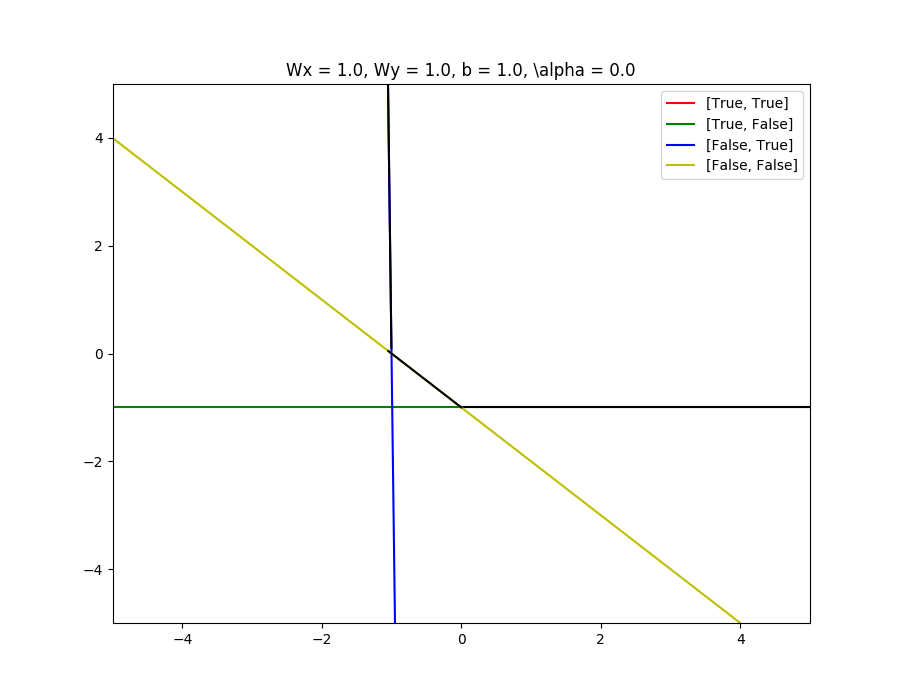 Wx = 1.0, Wy = 1.0, b = 1.0, \alpha = 0.0
[True, True]
[True, False]
[False, True]
[False, False]
4
2
0
−2
−4
−4
−2
0
2
4